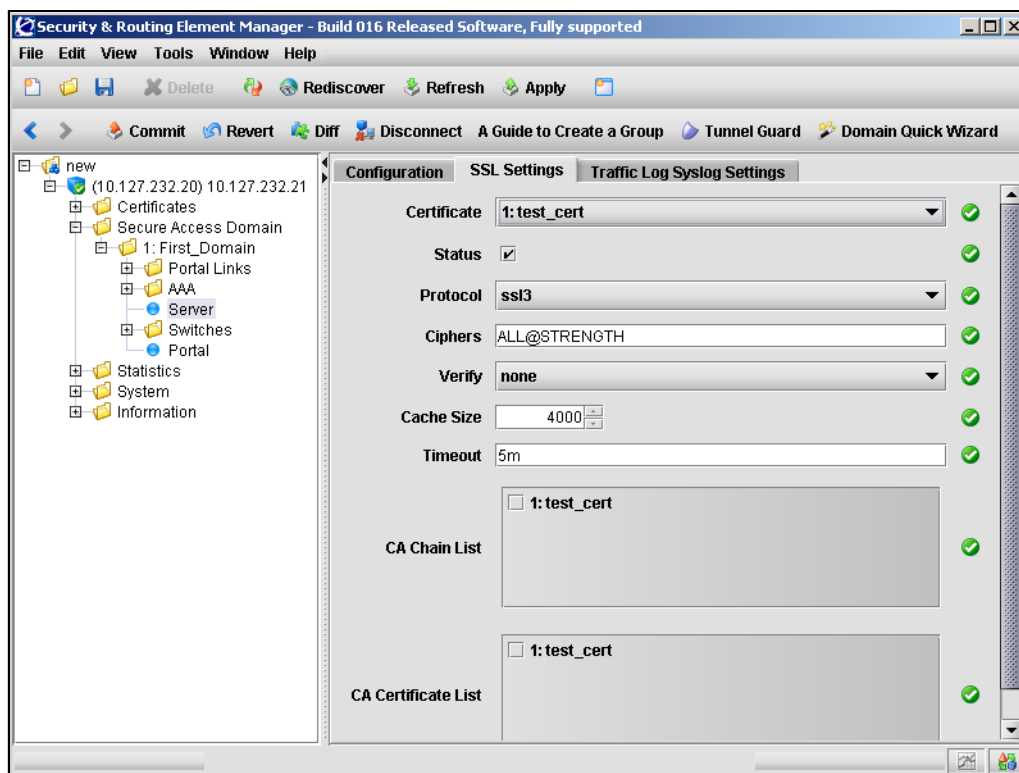 Security & Routing Element Manager - Build 016 Released Software, Fully supported
File Edit View Tools Window Help
Delete Rediscover Refresh Apply
Commit Revert Diff Disconnect A Guide to Create a Group Tunnel Guard Domain Quick Wizard
new
(10.127.232.20) 10.127.232.21
Certificates
Secure Access Domain
1: First_Domain
Portal Links
AAA
Server
Switches
Portal
Statistics
System
Information
Configuration SSL Settings Traffic Log Syslog Settings
Certificate 1: test_cert
Status
Protocol ssl3
Ciphers ALL@STRENGTH
Verify none
Cache Size 4000
Timeout 5m
1: test_cert
CA Chain List
1: test_cert
CA Certificate List